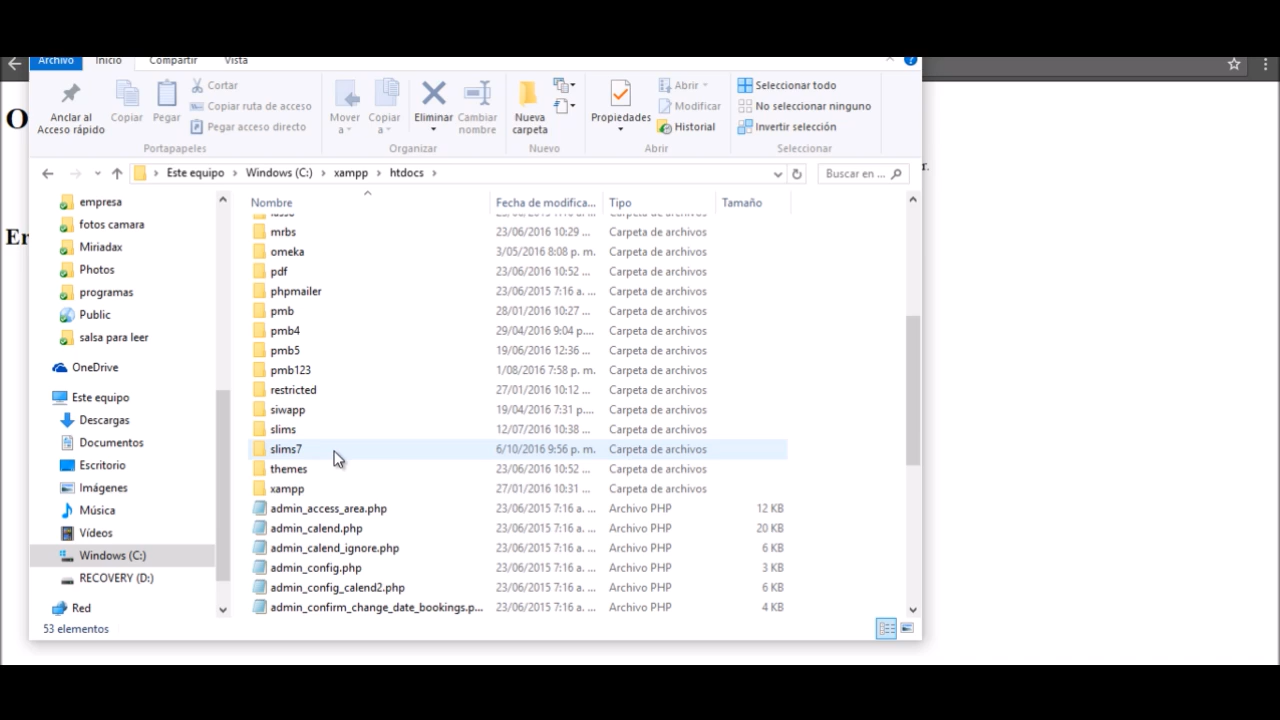 Archivo Inicio Compartir Vista
O
Er
r.
Anclar al Acceso rápido
Copiar
Pegar
Cortar
Copiar ruta de acceso
Pegar acceso directo
Mover a
Copiar a
Eliminar
Cambiar nombre
Nueva carpeta
Propiedades
Abrir
Modificar
Historial
Seleccionar todo
No seleccionar ninguno
Invertir selección
Portapapeles Organizar Nuevo Abrir Seleccionar
Este equipo Windows (C:) xampp htdocs
Buscar en ...
empresa
fotos camara
Miriadax
Photos
programas
Public
salsa para leer
OneDrive
Este equipo
Descargas
Documentos
Escritorio
Imágenes
Música
Vídeos
Windows (C:)
RECOVERY (D:)
Red
Nombre Fecha de modifica... Tipo Tamaño
mrbs 23/06/2016 10:29 ... Carpeta de archivos
omeka 3/05/2016 8:08 p. m. Carpeta de archivos
pdf 23/06/2016 10:52 ... Carpeta de archivos
phpmailer 23/06/2015 7:16 a. ... Carpeta de archivos
pmb 28/01/2016 10:27 ... Carpeta de archivos
pmb4 29/04/2016 9:04 p.... Carpeta de archivos
pmb5 19/06/2016 12:36 ... Carpeta de archivos
pmb123 1/08/2016 7:58 p. m. Carpeta de archivos
restricted 27/01/2016 10:12 ... Carpeta de archivos
siwapp 19/04/2016 7:31 p.... Carpeta de archivos
slims 12/07/2016 10:38 ... Carpeta de archivos
slims7 6/10/2016 9:56 p. m. Carpeta de archivos
themes 23/06/2016 10:52 ... Carpeta de archivos
xampp 27/01/2016 10:31 ... Carpeta de archivos
admin_access_area.php 23/06/2015 7:16 a. ... Archivo PHP 12 KB
admin_calend.php 23/06/2015 7:16 a. ... Archivo PHP 20 KB
admin_calend_ignore.php 23/06/2015 7:16 a. ... Archivo PHP 6 KB
admin_config.php 23/06/2015 7:16 a. ... Archivo PHP 3 KB
admin_config_calend2.php 23/06/2015 7:16 a. ... Archivo PHP 6 KB
admin_confirm_change_date_bookings.p... 23/06/2015 7:16 a. ... Archivo PHP 4 KB
53 elementos